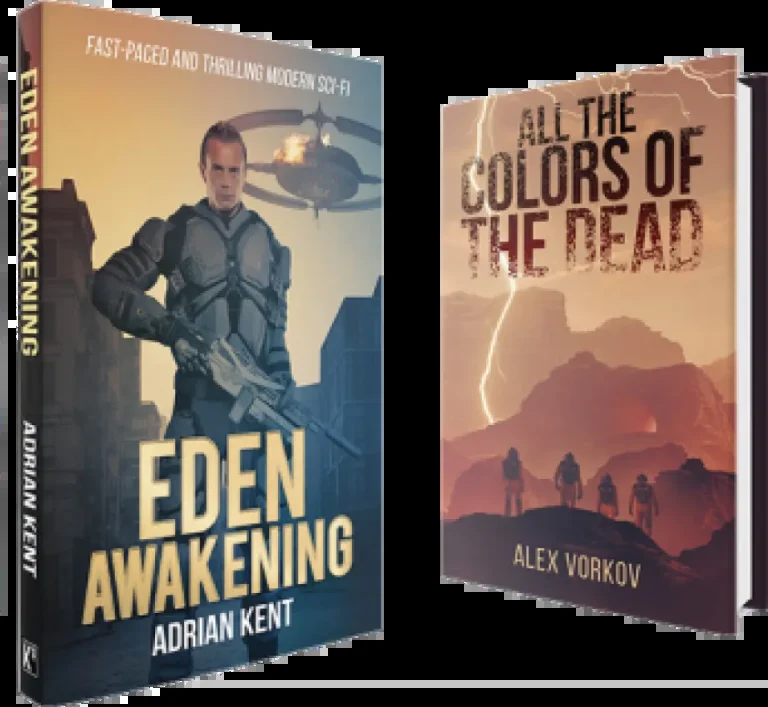 FAST-PACED AND THRILLING MODERN SCI-FI
EDEN
AWAKENING
ADRIAN KENT
EDEN AWAKENING
ADRIAN KENT
K
ALL THE
COLORS OF
THE DEAD
ALEX VORKOV